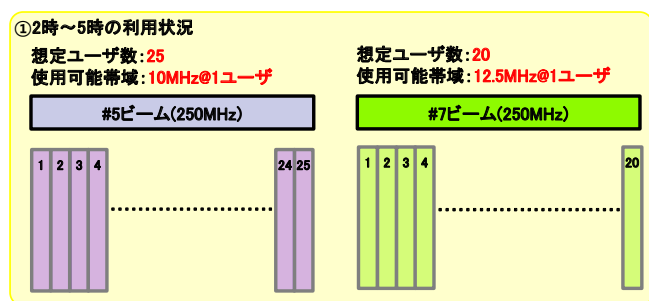 ①2時～5時の利用状況
想定ユーザ数:25
使用可能帯域:10MHz@1ユーザ
#5ビーム(250MHz)
1 2 3 4 24 25
想定ユーザ数:20
使用可能帯域:12.5MHz@1ユーザ
#7ビーム(250MHz)
1 2 3 4 20